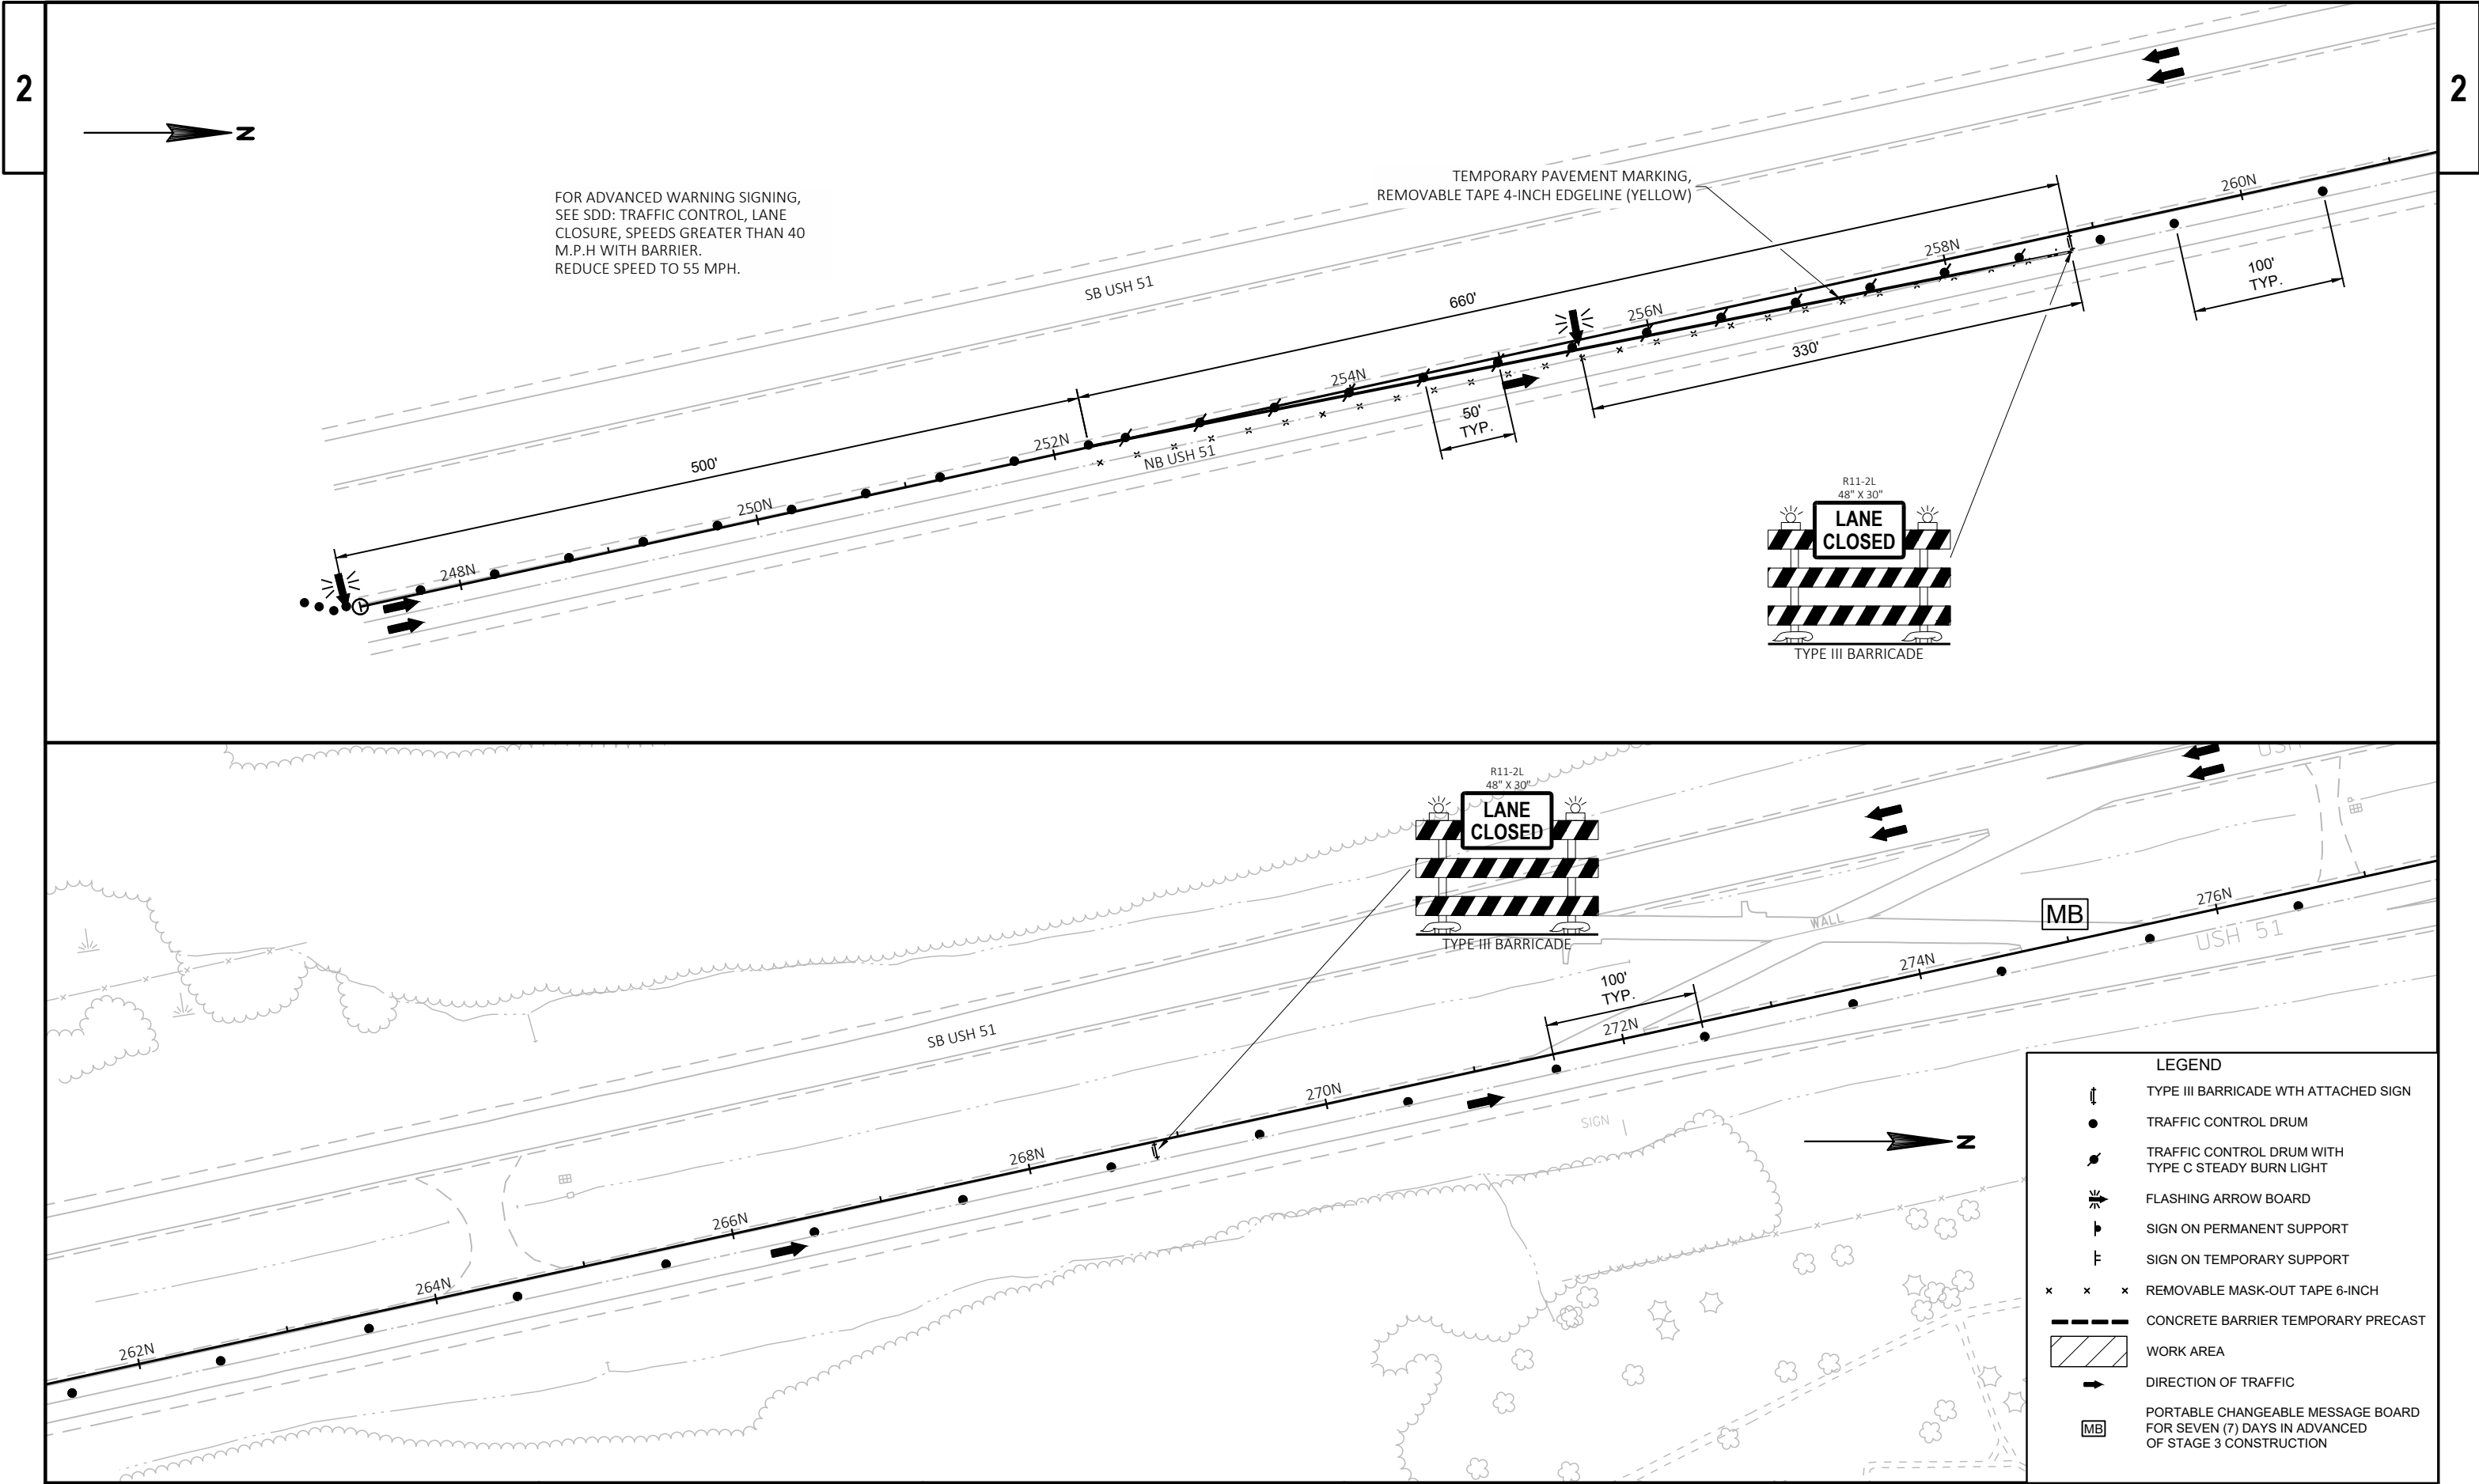 2
2
N
FOR ADVANCED WARNING SIGNING,
SEE SDD: TRAFFIC CONTROL, LANE
CLOSURE, SPEEDS GREATER THAN 40
M.P.H WITH BARRIER.
REDUCE SPEED TO 55 MPH.
TEMPORARY PAVEMENT MARKING,
REMOVABLE TAPE 4-INCH EDGELINE (YELLOW)
SB USH 51
NB USH 51
500'
660'
330'
50'
TYP.
100'
TYP.
248N
250N
252N
254N
256N
258N
260N
R11-2L
48" X 30"
LANE
CLOSED
TYPE III BARRICADE
R11-2L
48" X 30"
LANE
CLOSED
TYPE III BARRICADE
SB USH 51
USH
USH 51
WALL
SIGN
MB
100'
TYP.
262N
264N
266N
268N
270N
272N
274N
276N
N
LEGEND
TYPE III BARRICADE WTH ATTACHED SIGN
TRAFFIC CONTROL DRUM
TRAFFIC CONTROL DRUM WITH
TYPE C STEADY BURN LIGHT
FLASHING ARROW BOARD
SIGN ON PERMANENT SUPPORT
SIGN ON TEMPORARY SUPPORT
REMOVABLE MASK-OUT TAPE 6-INCH
CONCRETE BARRIER TEMPORARY PRECAST
WORK AREA
DIRECTION OF TRAFFIC
MB
PORTABLE CHANGEABLE MESSAGE BOARD
FOR SEVEN (7) DAYS IN ADVANCED
OF STAGE 3 CONSTRUCTION